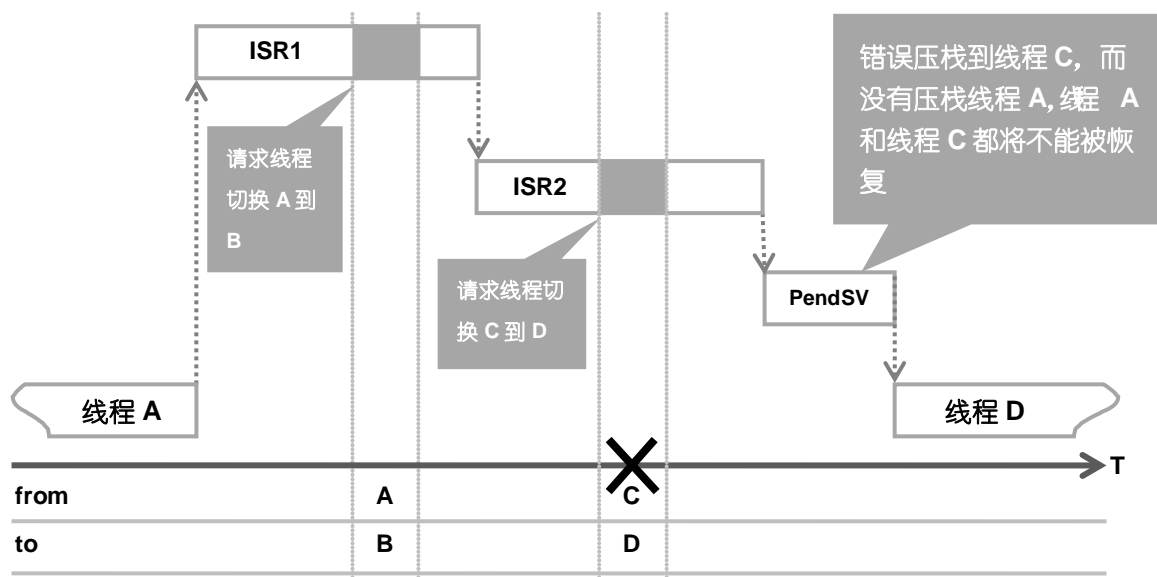 ISR1
错误压栈到线程 C，而
没有压栈线程 A,线程 A
和线程 C 都将不能被恢
复
请求线程
切换 A 到
B
ISR2
请求线程切
换 C 到 D
PendSV
线程 A
线程 D
T
from A C
to B D